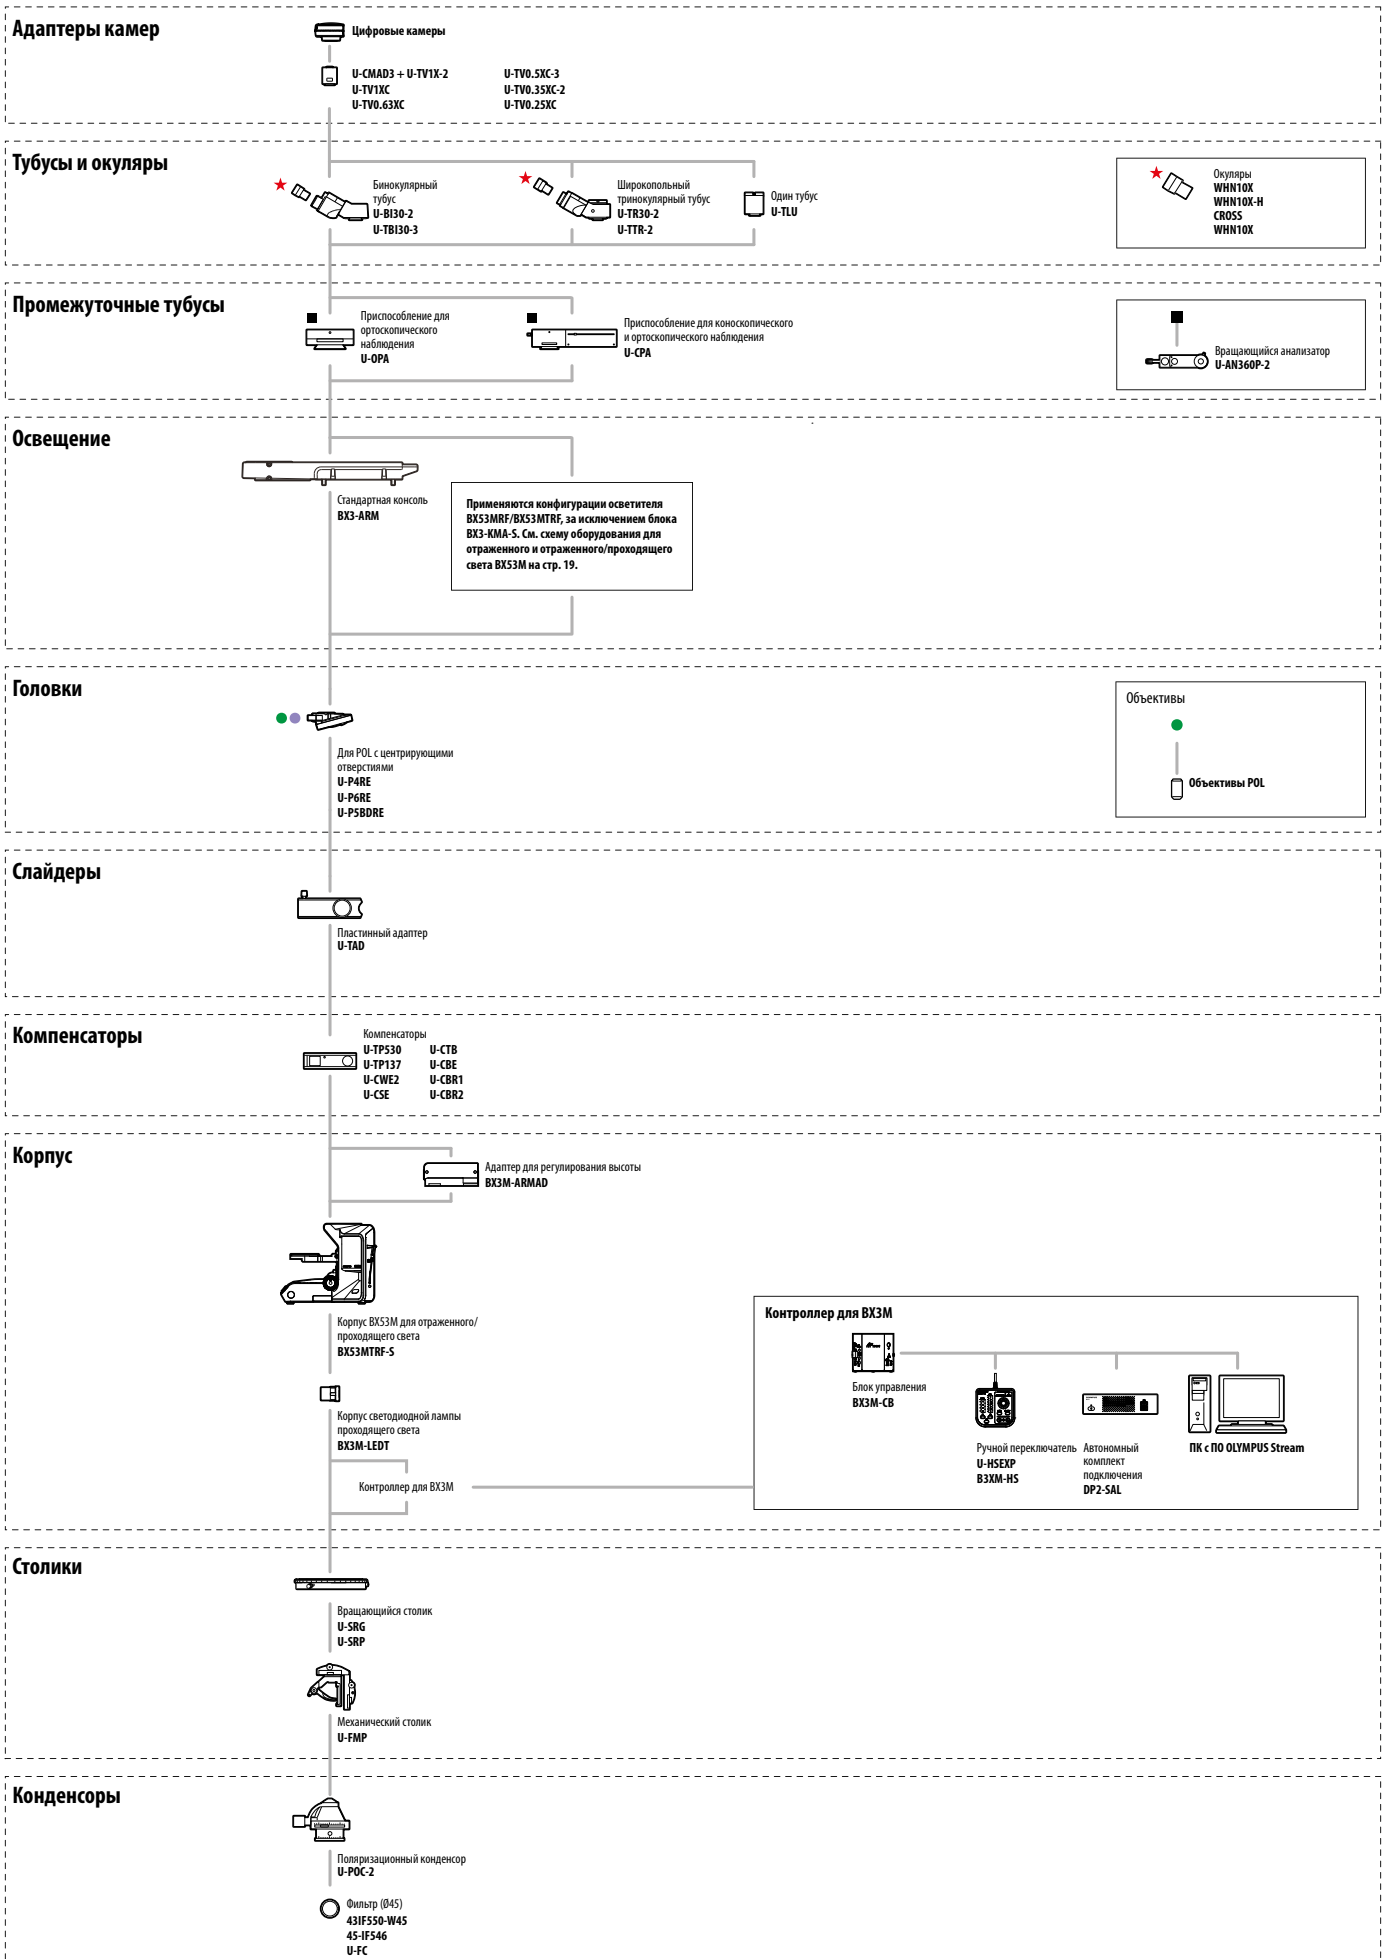 Адаптеры камер
Цифровые камеры
U-CMAD3 + U-TV1X-2
U-TV1XC
U-TV0.63XC
U-TV0.5XC-3
U-TV0.35XC-2
U-TV0.25XC
Тубусы и окуляры
Бинокулярный
тубус
U-BI30-2
U-TBI30-3
Широкопольный
тринокулярный тубус
U-TR30-2
U-TTR-2
Один тубус
U-TLU
Окуляры
WHN10X
WHN10X-H
CROSS
WHN10X
Промежуточные тубусы
Приспособление для
ортоскопического
наблюдения
U-OPA
Приспособление для коноскопического
и ортоскопического наблюдения
U-CPA
Вращающийся анализатор
U-AN360P-2
Освещение
Стандартная консоль
BX3-ARM
Применяются конфигурации осветителя
BX53MRF/BX53MTRF, за исключением блока
BX3-KMA-S. См. схему оборудования для
отраженного и отраженного/проходящего
света BX53M на стр. 19.
Головки
Для POL с центрирующими
отверстиями
U-P4RE
U-P6RE
U-P5BDRE
Объективы
Объективы POL
Слайдеры
Пластинный адаптер
U-TAD
Компенсаторы
Компенсаторы
U-TP530
U-TP137
U-CWE2
U-CSE
U-CTB
U-CBE
U-CBR1
U-CBR2
Корпус
Адаптер для регулирования высоты
BX3M-ARMAD
Корпус BX53M для отраженного/
проходящего света
BX53MTRF-S
Корпус светодиодной лампы
проходящего света
BX3M-LEDT
Контроллер для BX3M
Контроллер для BX3M
Блок управления
BX3M-CB
Ручной переключатель
U-HSEXP
B3XM-HS
Автономный
комплект
подключения
DP2-SAL
ПК с ПО OLYMPUS Stream
Столики
Вращающийся столик
U-SRG
U-SRP
Механический столик
U-FMP
Конденсоры
Поляризационный конденсор
U-POC-2
Фильтр (Ø45)
43IF550-W45
45-IF546
U-FC